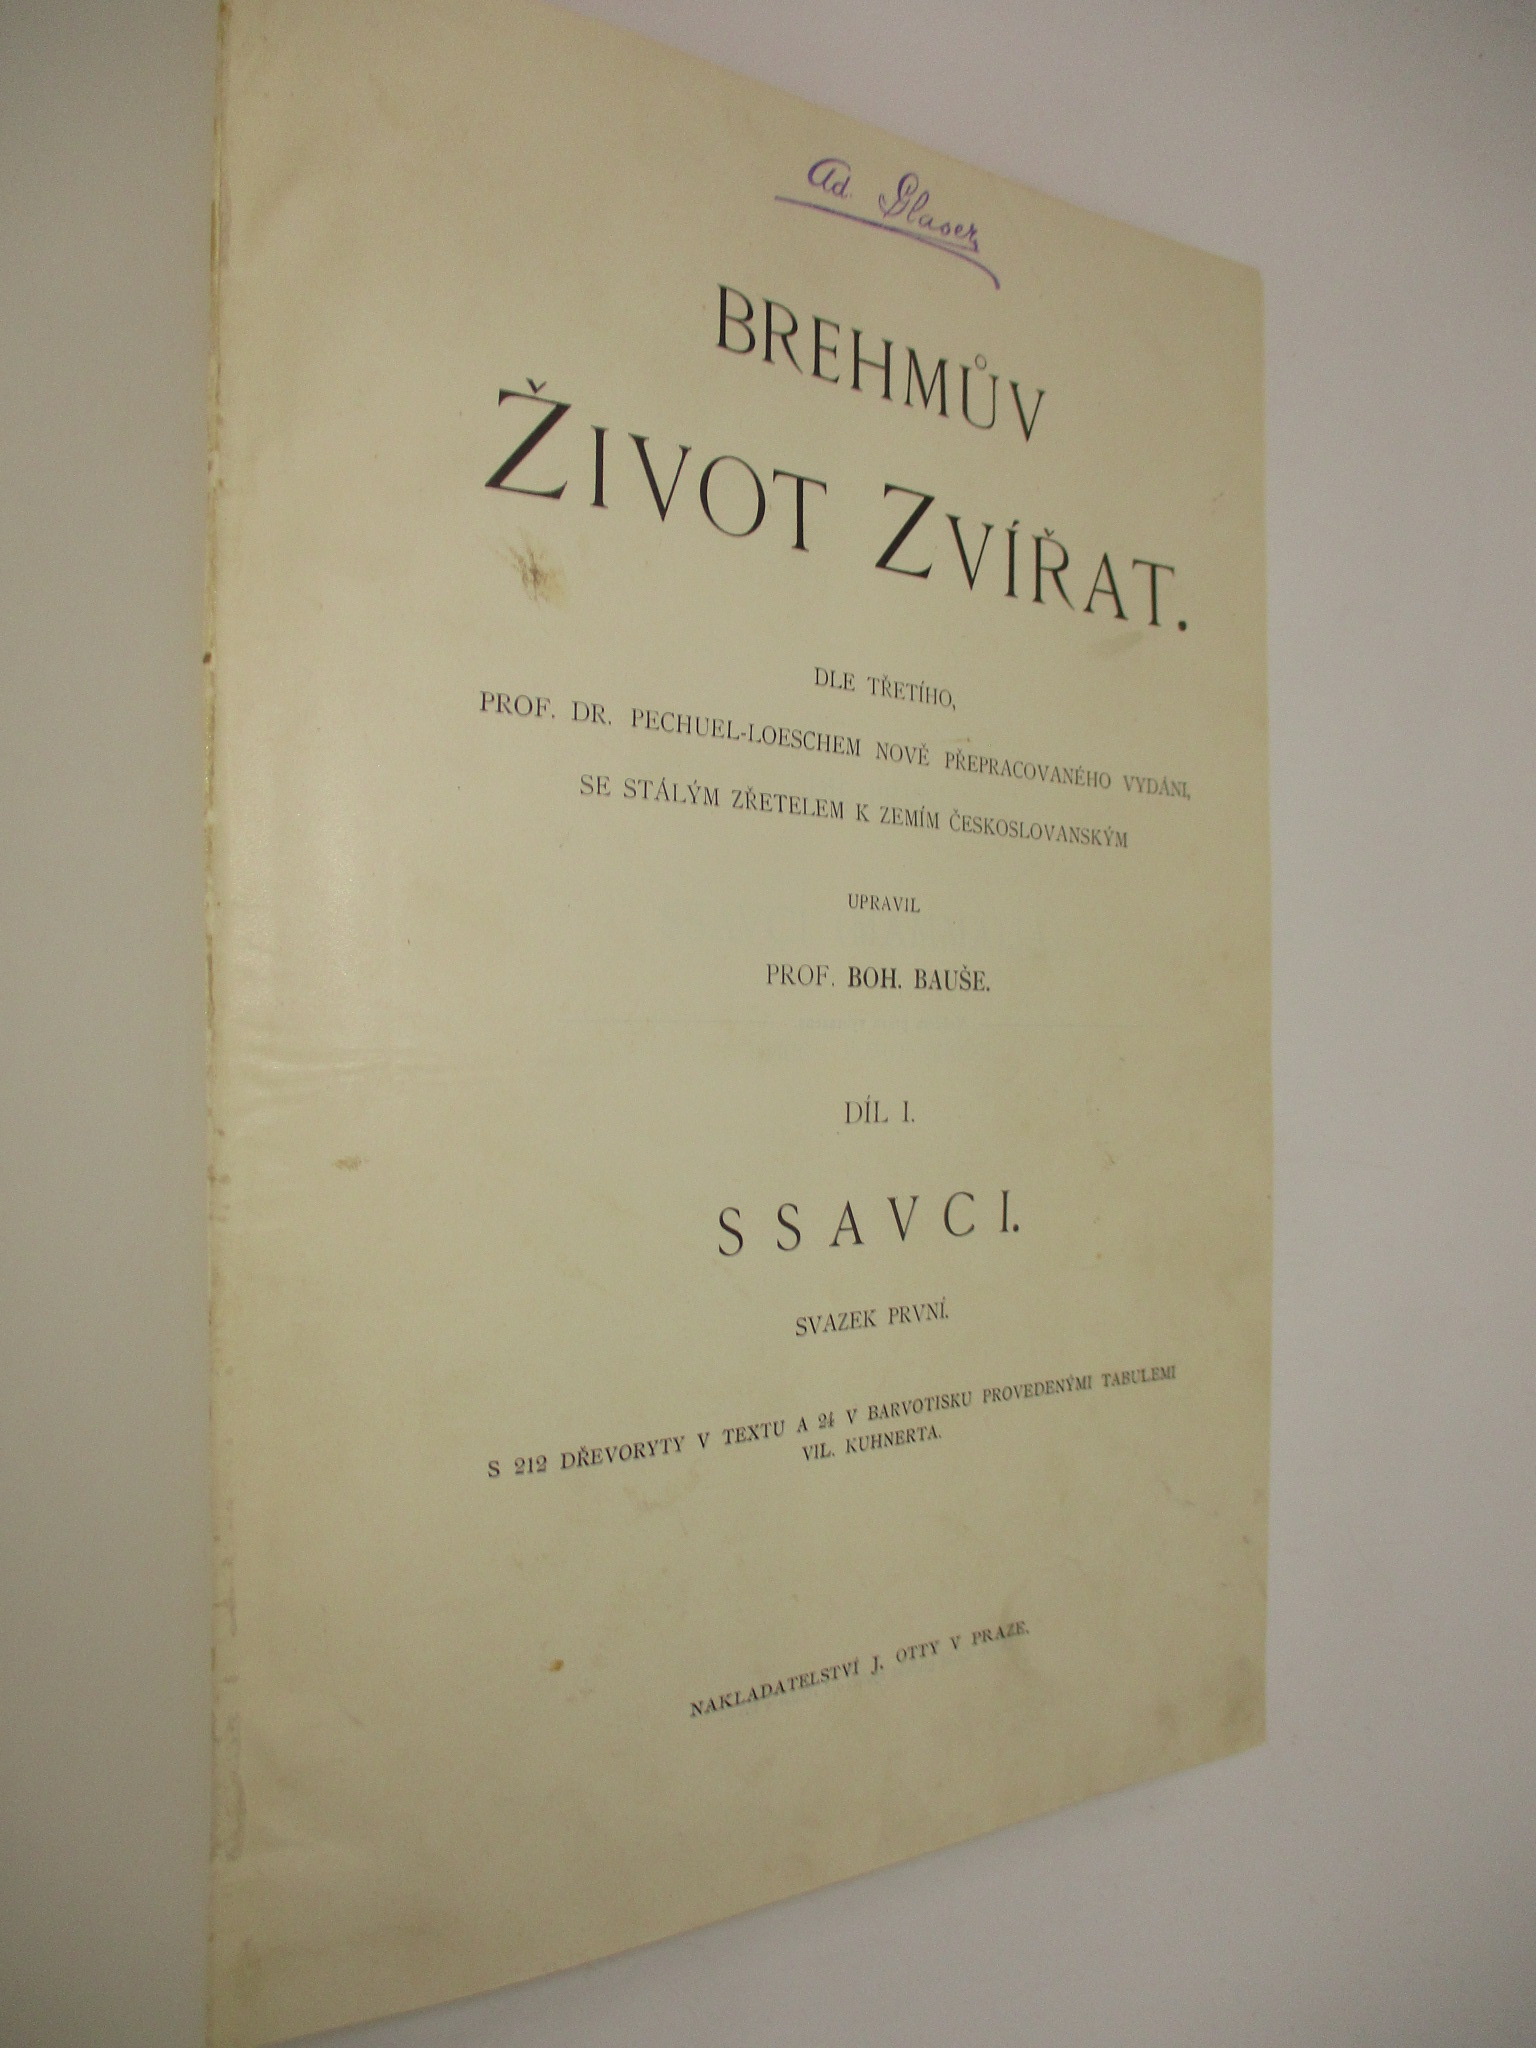 Ad. Glaser
BREHMŮV
ŽIVOT ZVÍŘAT.
DLE TŘETÍHO,
PROF. DR. PECHUEL-LOESCHEM NOVĚ PŘEPRACOVANÉHO VYDÁNI,
SE STÁLÝM ZŘETELEM K ZEMÍM ČESKOSLOVANSKÝM
UPRAVIL
PROF. BOH. BAUŠE.
DÍL I.
SSAVCI.
SVAZEK PRVNÍ.
S 212 DŘEVORYTY V TEXTU A 24 V BARVOTISKU PROVEDENÝMI TABULEMI
VIL. KUHNERTA.
NAKLADATELSTVÍ J. OTTY V PRAZE.